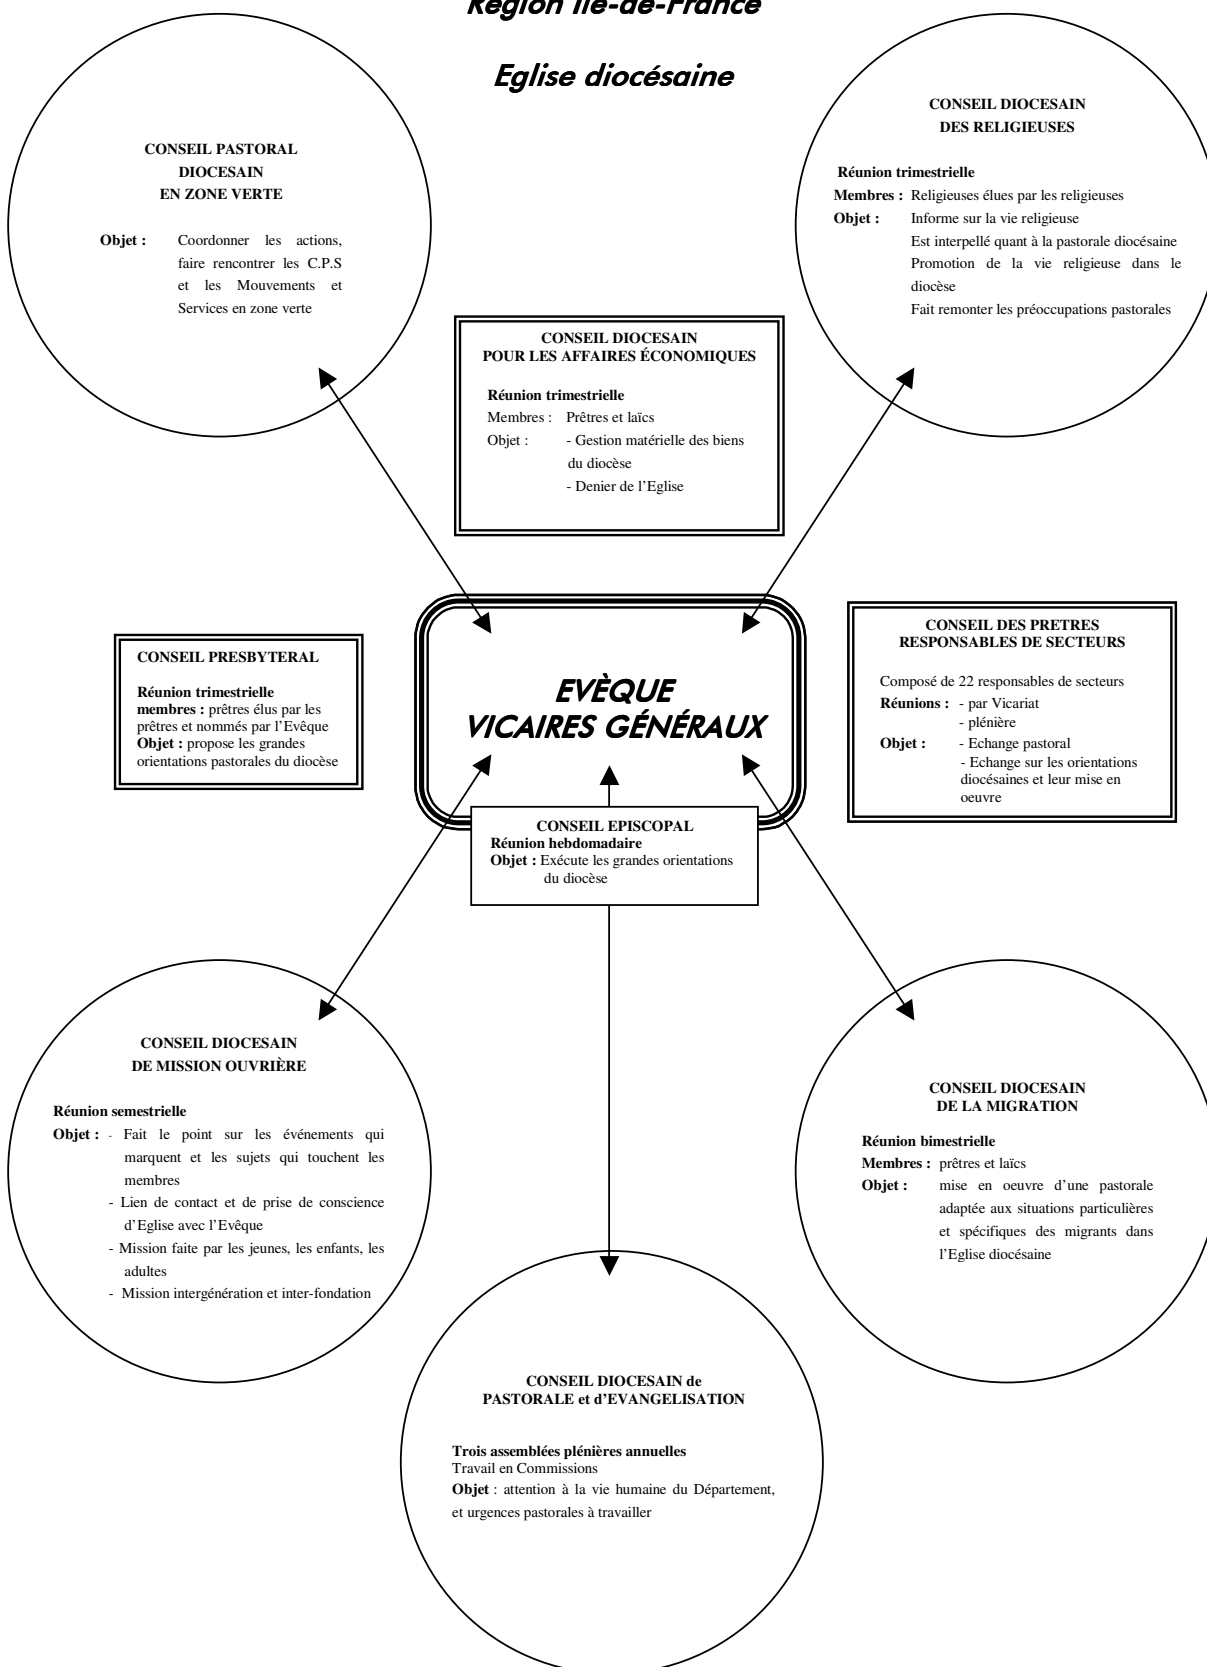 Région Ile-de-France
Eglise diocésaine
CONSEIL PASTORAL
DIOCESAIN
EN ZONE VERTE
Objet : Coordonner les actions,
faire rencontrer les C.P.S
et les Mouvements et
Services en zone verte
CONSEIL DIOCESAIN
DES RELIGIEUSES
Réunion trimestrielle
Membres : Religieuses élues par les religieuses
Objet : Informe sur la vie religieuse
Est interpellé quant à la pastorale diocésaine
Promotion de la vie religieuse dans le
diocèse
Fait remonter les préoccupations pastorales
CONSEIL DIOCESAIN
POUR LES AFFAIRES ÉCONOMIQUES
Réunion trimestrielle
Membres : Prêtres et laïcs
Objet : - Gestion matérielle des biens
du diocèse
- Denier de l’Eglise
CONSEIL PRESBYTERAL
Réunion trimestrielle
membres : prêtres élus par les
prêtres et nommés par l’Evêque
Objet : propose les grandes
orientations pastorales du diocèse
EVÈQUE
VICAIRES GÉNÉRAUX
CONSEIL DES PRETRES
RESPONSABLES DE SECTEURS
Composé de 22 responsables de secteurs
Réunions : - par Vicariat
- plénière
Objet : - Echange pastoral
- Echange sur les orientations
diocésaines et leur mise en
oeuvre
CONSEIL EPISCOPAL
Réunion hebdomadaire
Objet : Exécute les grandes orientations
du diocèse
CONSEIL DIOCESAIN
DE MISSION OUVRIÈRE
Réunion semestrielle
Objet : - Fait le point sur les événements qui
marquent et les sujets qui touchent les
membres
- Lien de contact et de prise de conscience
d’Eglise avec l’Evêque
- Mission faite par les jeunes, les enfants, les
adultes
- Mission intergénération et inter-fondation
CONSEIL DIOCESAIN
DE LA MIGRATION
Réunion bimestrielle
Membres : prêtres et laïcs
Objet : mise en oeuvre d’une pastorale
adaptée aux situations particulières
et spécifiques des migrants dans
l’Eglise diocésaine
CONSEIL DIOCESAIN de
PASTORALE et d’EVANGELISATION
Trois assemblées plénières annuelles
Travail en Commissions
Objet : attention à la vie humaine du Département,
et urgences pastorales à travailler